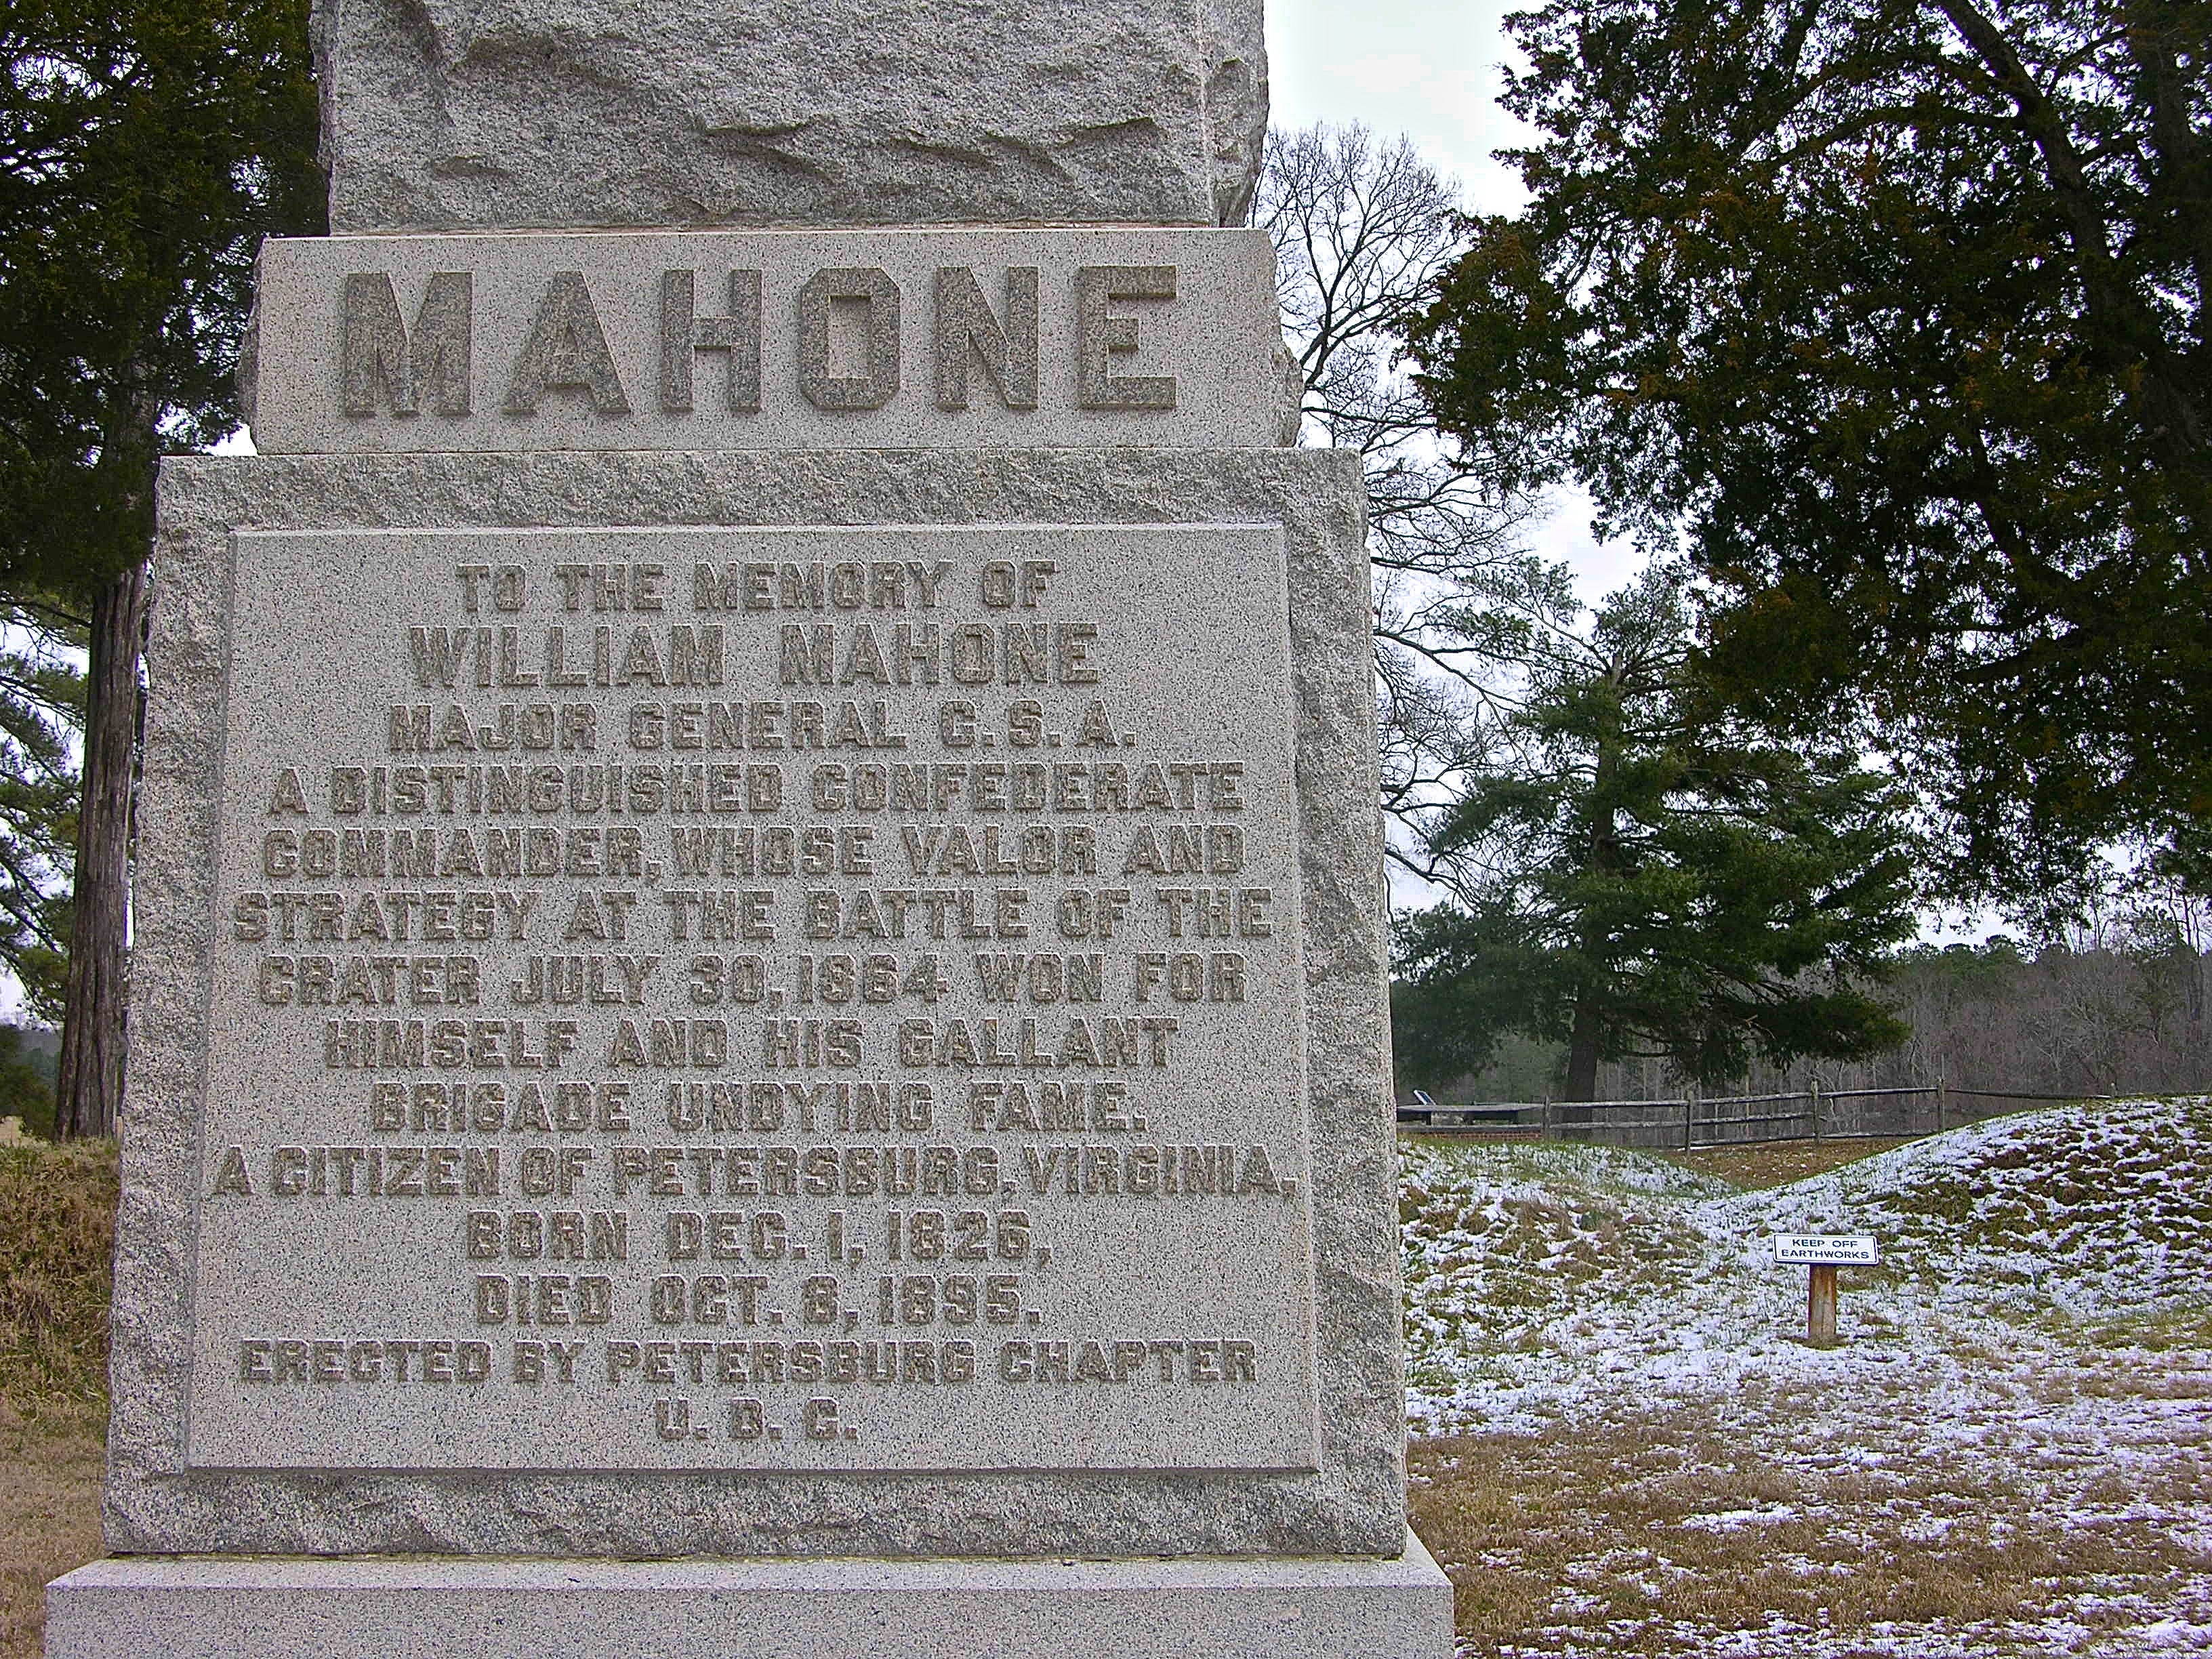 MAHONE
TO THE MEMORY OF
WILLIAM MAHONE
MAJOR GENERAL C.S.A.
A DISTINGUISHED CONFEDERATE
COMMANDER, WHOSE VALOR AND
STRATEGY AT THE BATTLE OF THE
CRATER JULY 30, 1864 WON FOR
HIMSELF AND HIS GALLANT
BRIGADE UNDYING FAME.
A CITIZEN OF PETERSBURG, VIRGINIA.
BORN DEC. 1, 1826,
DIED OCT. 8, 1895.
ERECTED BY PETERSBURG CHAPTER
U. D. C.
KEEP OFF
EARTHWORKS